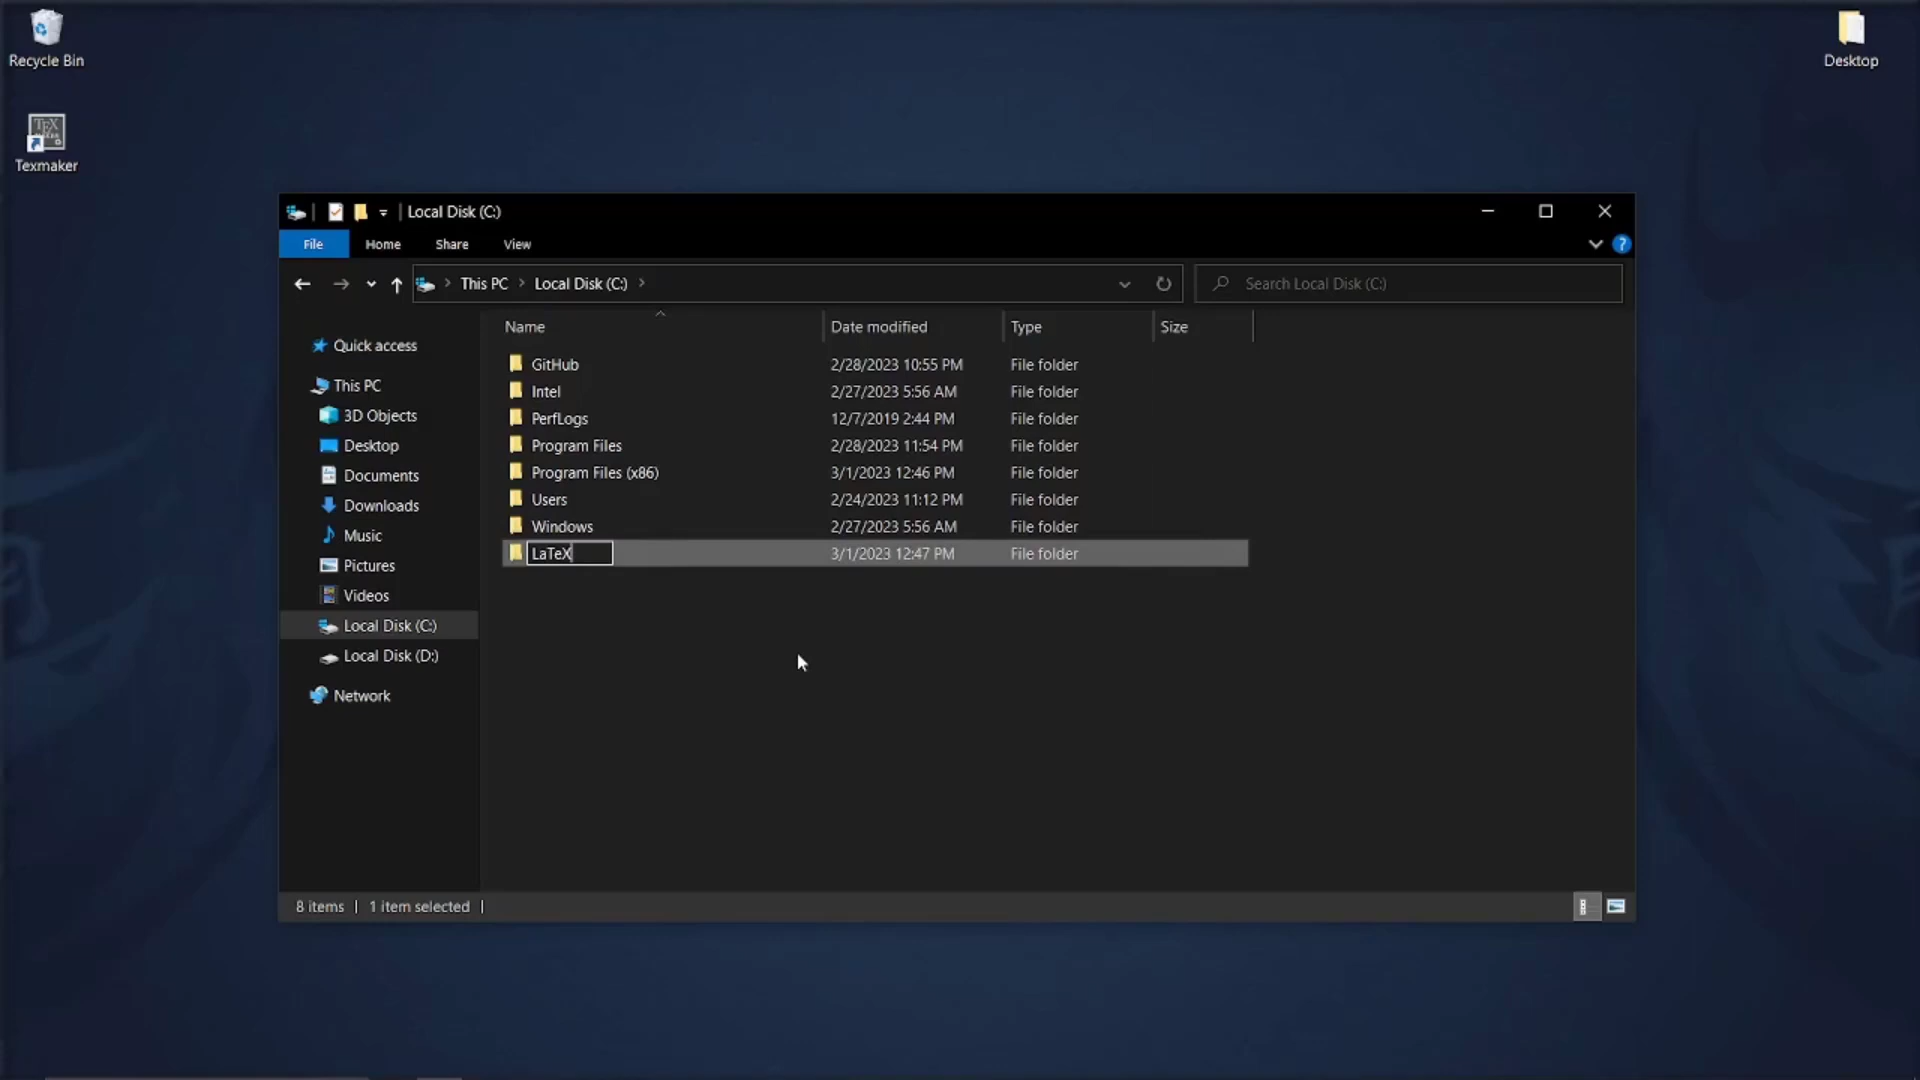 Recycle Bin
Desktop
Texmaker
Local Disk (C:)
File Home Share View
This PC Local Disk (C:)
Search Local Disk (C:)
Name Date modified Type Size
Quick access
This PC
3D Objects
Desktop
Documents
Downloads
Music
Pictures
Videos
Local Disk (C:)
Local Disk (D:)
Network
GitHub 2/28/2023 10:55 PM File folder
Intel 2/27/2023 5:56 AM File folder
PerfLogs 12/7/2019 2:44 PM File folder
Program Files 2/28/2023 11:54 PM File folder
Program Files (x86) 3/1/2023 12:46 PM File folder
Users 2/24/2023 11:12 PM File folder
Windows 2/27/2023 5:56 AM File folder
LaTeX 3/1/2023 12:47 PM File folder
8 items 1 item selected